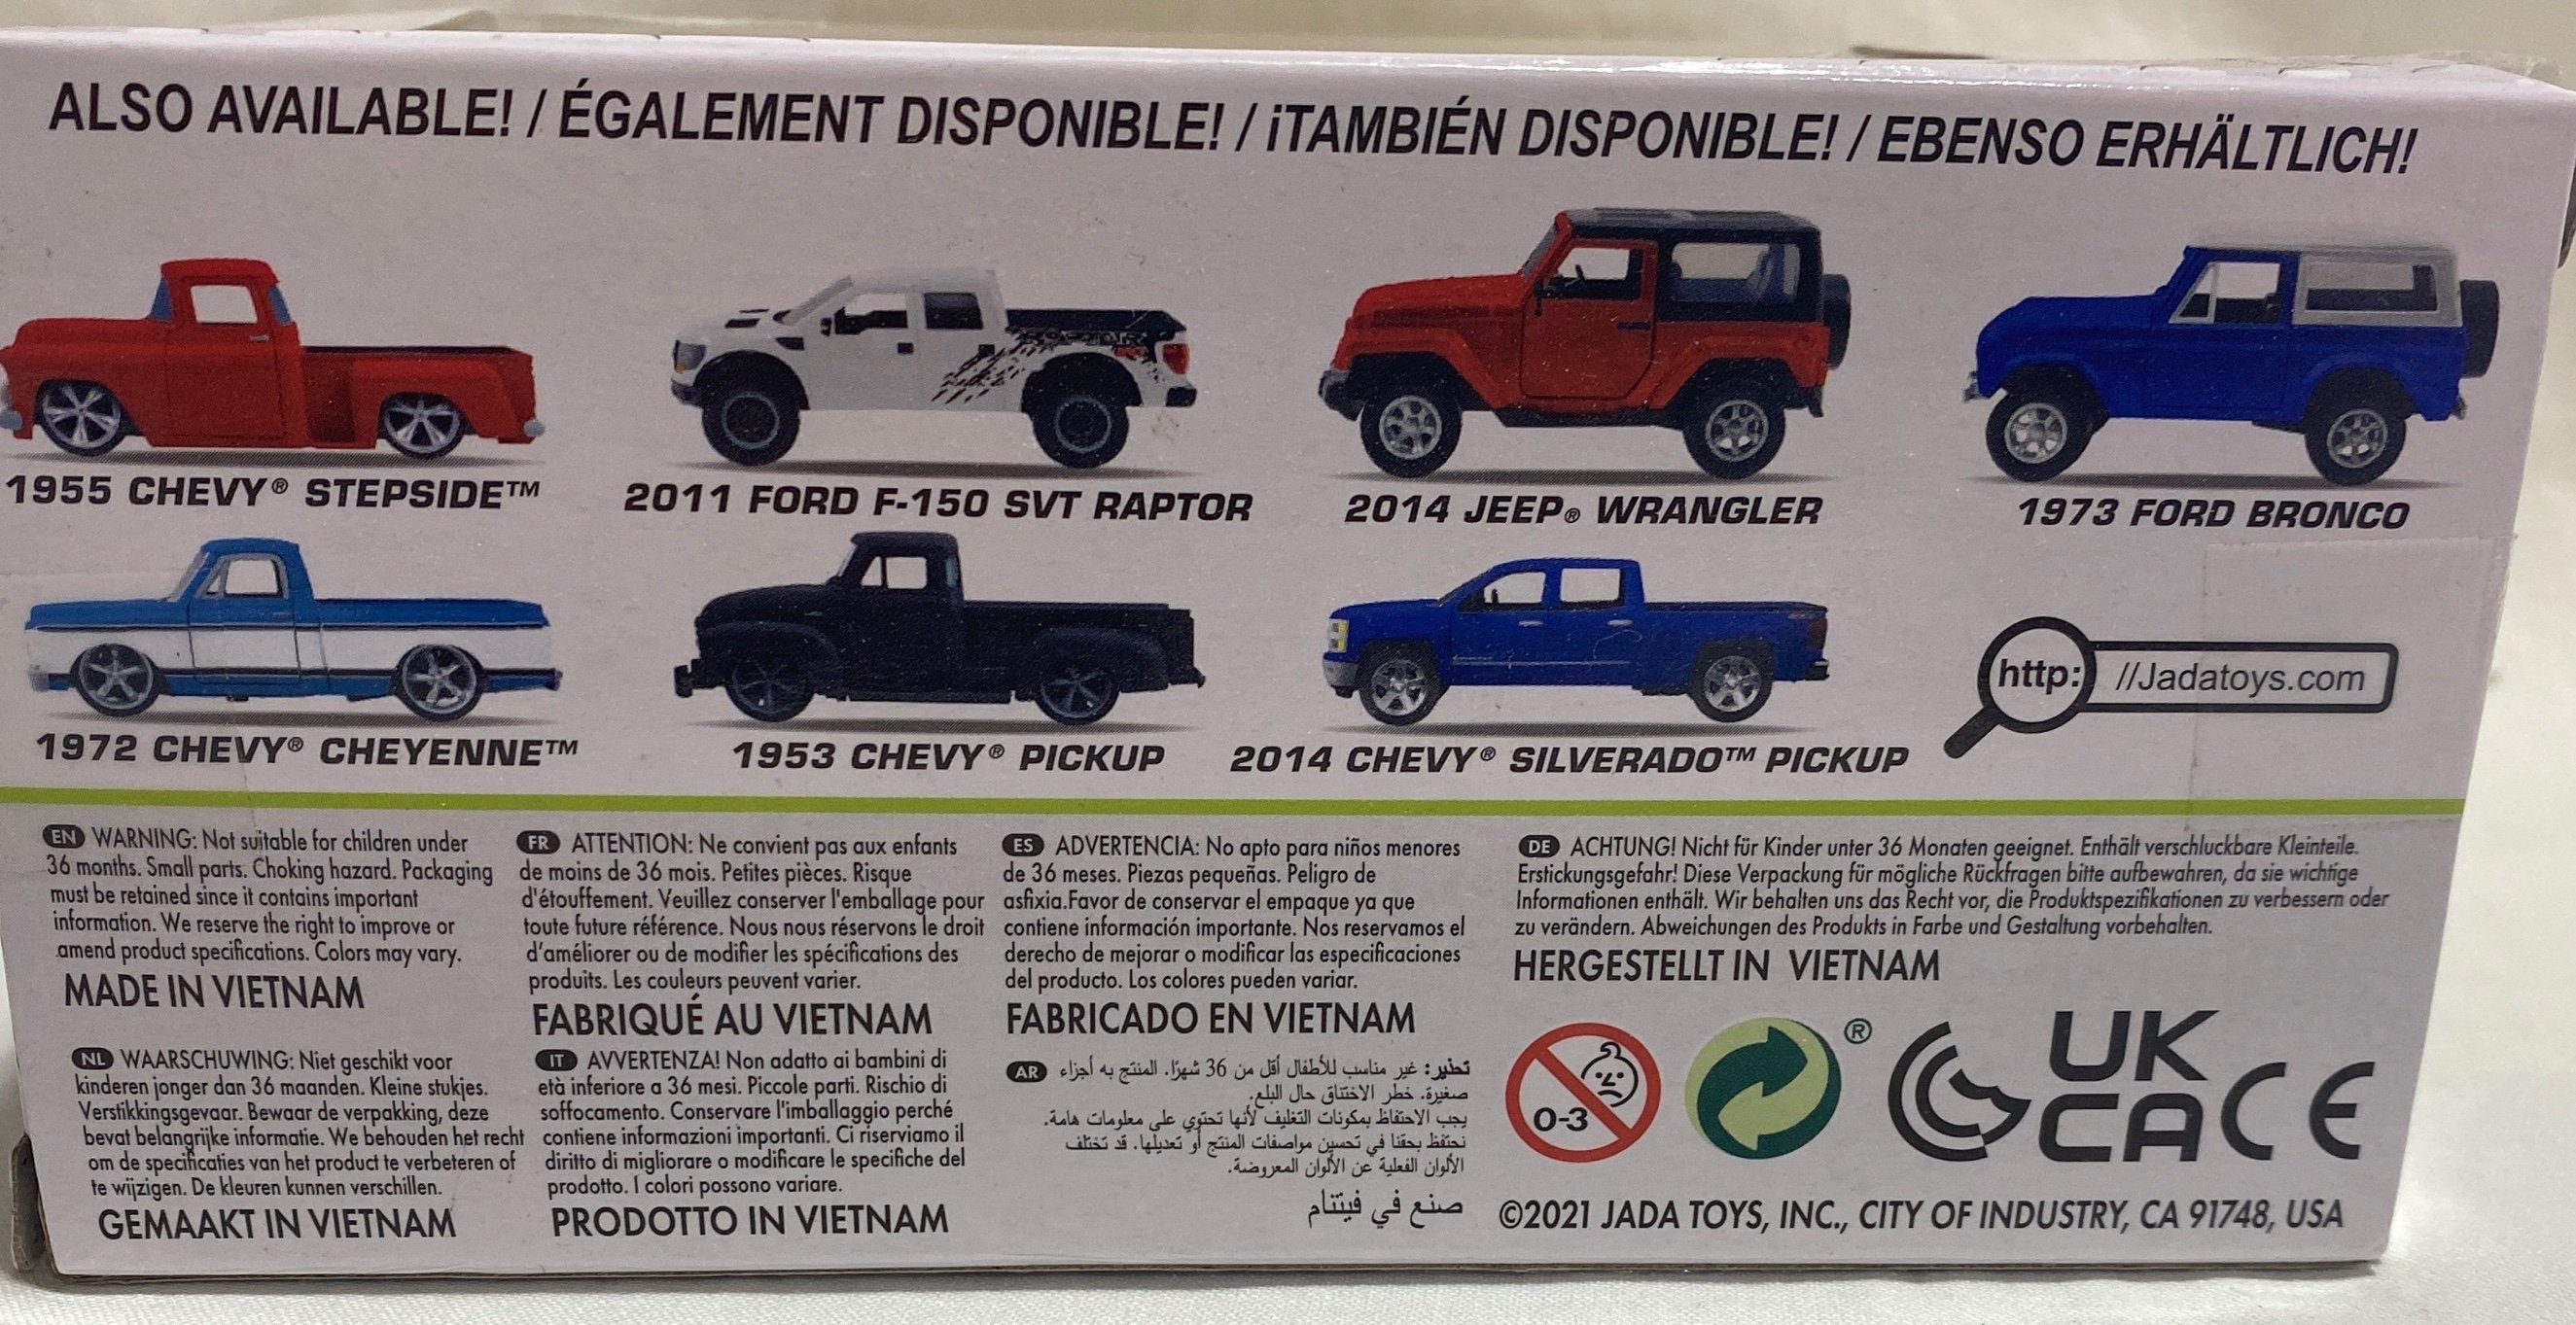 ALSO AVAILABLE! / ÉGALEMENT DISPONIBLE! / ¡TAMBIÉN DISPONIBLE! / EBENSO ERHÄLTLICH!
RAPTOR
1955 CHEVY® STEPSIDE™
2011 FORD F-150 SVT RAPTOR
2014 JEEP® WRANGLER
1973 FORD BRONCO
1972 CHEVY® CHEYENNE™
1953 CHEVY® PICKUP
2014 CHEVY® SILVERADO™ PICKUP
http: //Jadatoys.com
EN WARNING: Not suitable for children under
36 months. Small parts. Choking hazard. Packaging
must be retained since it contains important
information. We reserve the right to improve or
amend product specifications. Colors may vary.
MADE IN VIETNAM
FR ATTENTION: Ne convient pas aux enfants
de moins de 36 mois. Petites pièces. Risque
d'étouffement. Veuillez conserver l'emballage pour
toute future référence. Nous nous réservons le droit
d'améliorer ou de modifier les spécifications des
produits. Les couleurs peuvent varier.
FABRIQUÉ AU VIETNAM
ES ADVERTENCIA: No apto para niños menores
de 36 meses. Piezas pequeñas. Peligro de
asfixia.Favor de conservar el empaque ya que
contiene información importante. Nos reservamos el
derecho de mejorar o modificar las especificaciones
del producto. Los colores pueden variar.
FABRICADO EN VIETNAM
DE ACHTUNG! Nicht für Kinder unter 36 Monaten geeignet. Enthält verschluckbare Kleinteile.
Erstickungsgefahr! Diese Verpackung für mögliche Rückfragen bitte aufbewahren, da sie wichtige
Informationen enthält. Wir behalten uns das Recht vor, die Produktspezifikationen zu verbessern oder
zu verändern. Abweichungen des Produkts in Farbe und Gestaltung vorbehalten.
HERGESTELLT IN VIETNAM
NL WAARSCHUWING: Niet geschikt voor
kinderen jonger dan 36 maanden. Kleine stukjes.
Verstikkingsgevaar. Bewaar de verpakking, deze
bevat belangrijke informatie. We behouden het recht
om de specificaties van het product te verbeteren of
te wijzigen. De kleuren kunnen verschillen.
GEMAAKT IN VIETNAM
IT AVVERTENZA! Non adatto ai bambini di
età inferiore a 36 mesi. Piccole parti. Rischio di
soffocamento. Conservare l'imballaggio perché
contiene informazioni importanti. Ci riserviamo il
diritto di migliorare o modificare le specifiche del
prodotto. I colori possono variare.
PRODOTTO IN VIETNAM
AR تحذير: غير مناسب للأطفال أقل من 36 شهرًا. المنتج به أجزاء
صغيرة. خطر الاختناق حال البلع.
يجب الاحتفاظ بمكونات التغليف لأنها تحتوي على معلومات هامة.
نحتفظ بحقنا في تحسين مواصفات المنتج أو تعديلها. قد تختلف
الألوان الفعلية عن الألوان المعروضة.
صنع في فيتنام
0-3
®
UK
CA
CE
©2021 JADA TOYS, INC., CITY OF INDUSTRY, CA 91748, USA